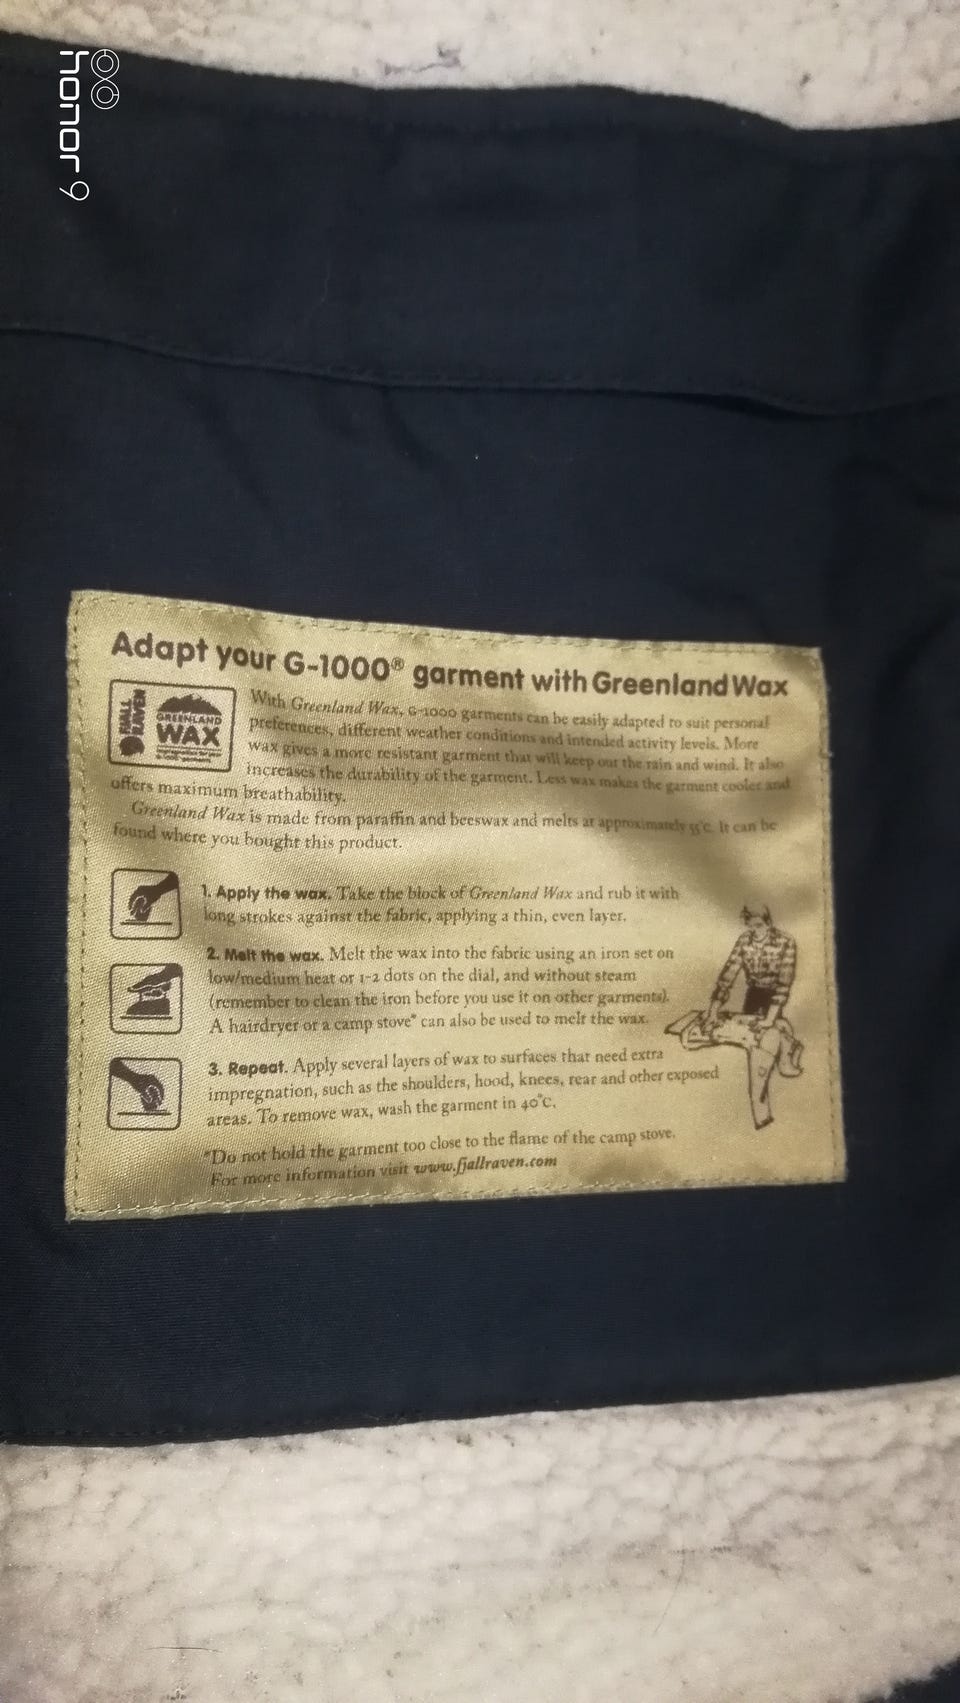 honor 9
Adapt your G-1000® garment with Greenland Wax
FJÄLL
RÄVEN
GREENLAND
WAX
With Greenland Wax, G-1000 garments can be easily adapted to suit personal
preferences, different weather conditions and intended activity levels. More
wax gives a more resistant garment that will keep out the rain and wind. It also
increases the durability of the garment. Less wax makes the garment cooler and
offers maximum breathability.
Greenland Wax is made from paraffin and beeswax and melts at approximately 55°C. It can be
found where you bought this product.
1. Apply the wax. Take the block of Greenland Wax and rub it with
long strokes against the fabric, applying a thin, even layer.
2. Melt the wax. Melt the wax into the fabric using an iron set on
low/medium heat or 1-2 dots on the dial, and without steam
(remember to clean the iron before you use it on other garments).
A hairdryer or a camp stove* can also be used to melt the wax.
3. Repeat. Apply several layers of wax to surfaces that need extra
impregnation, such as the shoulders, hood, knees, rear and other exposed
areas. To remove wax, wash the garment in 40°C.
*Do not hold the garment too close to the flame of the camp stove.
For more information visit www.fjallraven.com